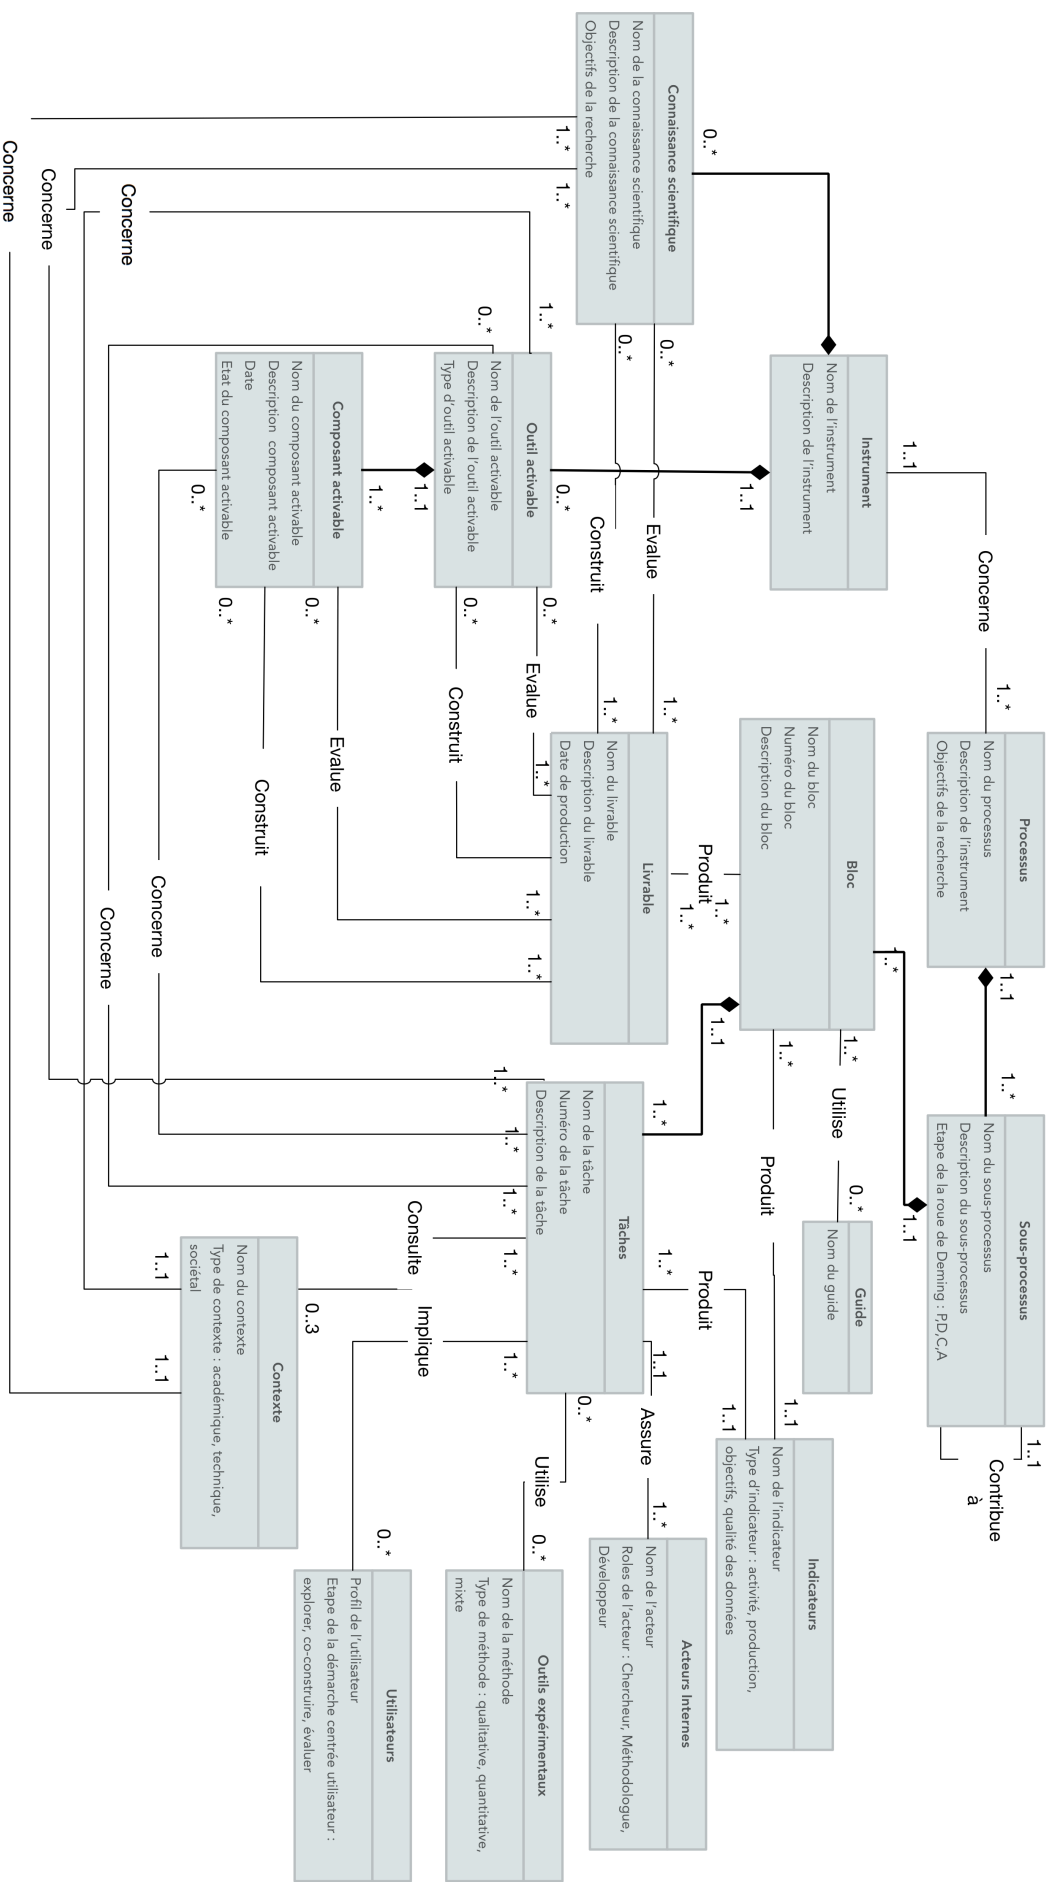 Processus
Nom du processus
Description de l'instrument
Objectifs de la recherche
1..1
1..*
Sous-processus
Nom du sous-processus
Description du sous-processus
Etape de la roue de Deming : P,D,C,A
1..1
Contribue
à
1..*
Concerne
1..1
Instrument
Nom de l'instrument
Description de l'instrument
1..1
1..*
1..1
Bloc
Nom du bloc
Numéro du bloc
Description du bloc
1..*
Utilise
0..*
Guide
Nom du guide
1..*
Produit
1..1
Indicateurs
Nom de l'indicateur
Type d'indicateur : activité, production,
objectifs, qualité des données
1..1
Produit
1..*
0..*
Connaissance scientifique
Nom de la connaissance scientifique
Description de la connaissance scientifique
Objectifs de la recherche
0..*
Evalue
1..*
0..*
Construit
1..*
Produit
1..*
1..*
1..1
1..*
Livrable
Nom du livrable
Description du livrable
Date de production
Tâches
Nom de la tâche
Numéro de la tâche
Description de la tâche
1..1
Assure
1..*
Acteurs Internes
Nom de l'acteur
Roles de l'acteur : Chercheur, Méthodologue,
Développeur
1..*
1..*
1..*
0..*
Outil activable
Nom de l'outil activable
Description de l'outil activable
Type d'outil activable
0..*
Evalue
1..*
0..*
Construit
0..*
1..1
1..*
Composant activable
Nom du composant activable
Description  composant activable
Date
Etat du composant activable
0..*
Evalue
1..*
0..*
Construit
1..*
0..*
0..*
Utilise
0..*
Outils expérimentaux
Nom de la méthode
Type de méthode : qualitative, quantitative,
mixte
1..*
1..*
1..*
1..*
1..*
Consulte
Implique
0..*
Utilisateurs
Profil de l'utilisateur
Etape de la démarche centrée utilisateur :
explorer, co-construire, évaluer
0..3
Contexte
Nom du contexte
Type de contexte : académique, technique,
sociétal
1..1
1..1
Concerne
Concerne
Concerne
Concerne
Concerne